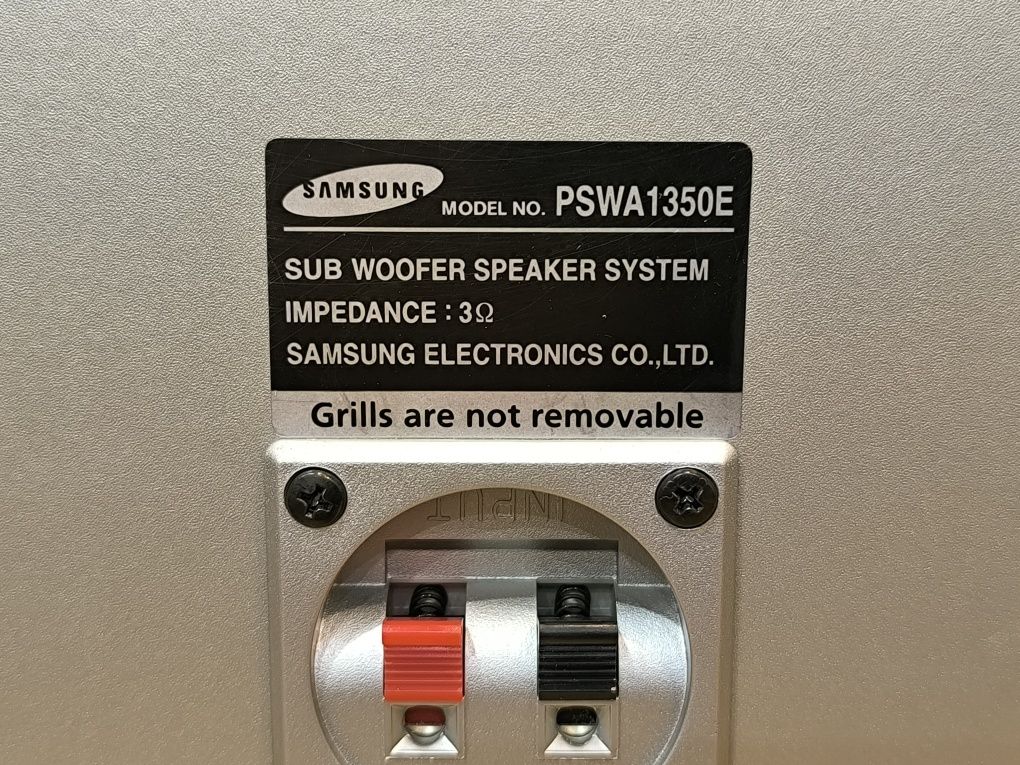 SAMSUNG MODEL NO. PSWA1350E
SUB WOOFER SPEAKER SYSTEM
IMPEDANCE : 3Ω
SAMSUNG ELECTRONICS CO.,LTD.
Grills are not removable
INPUT